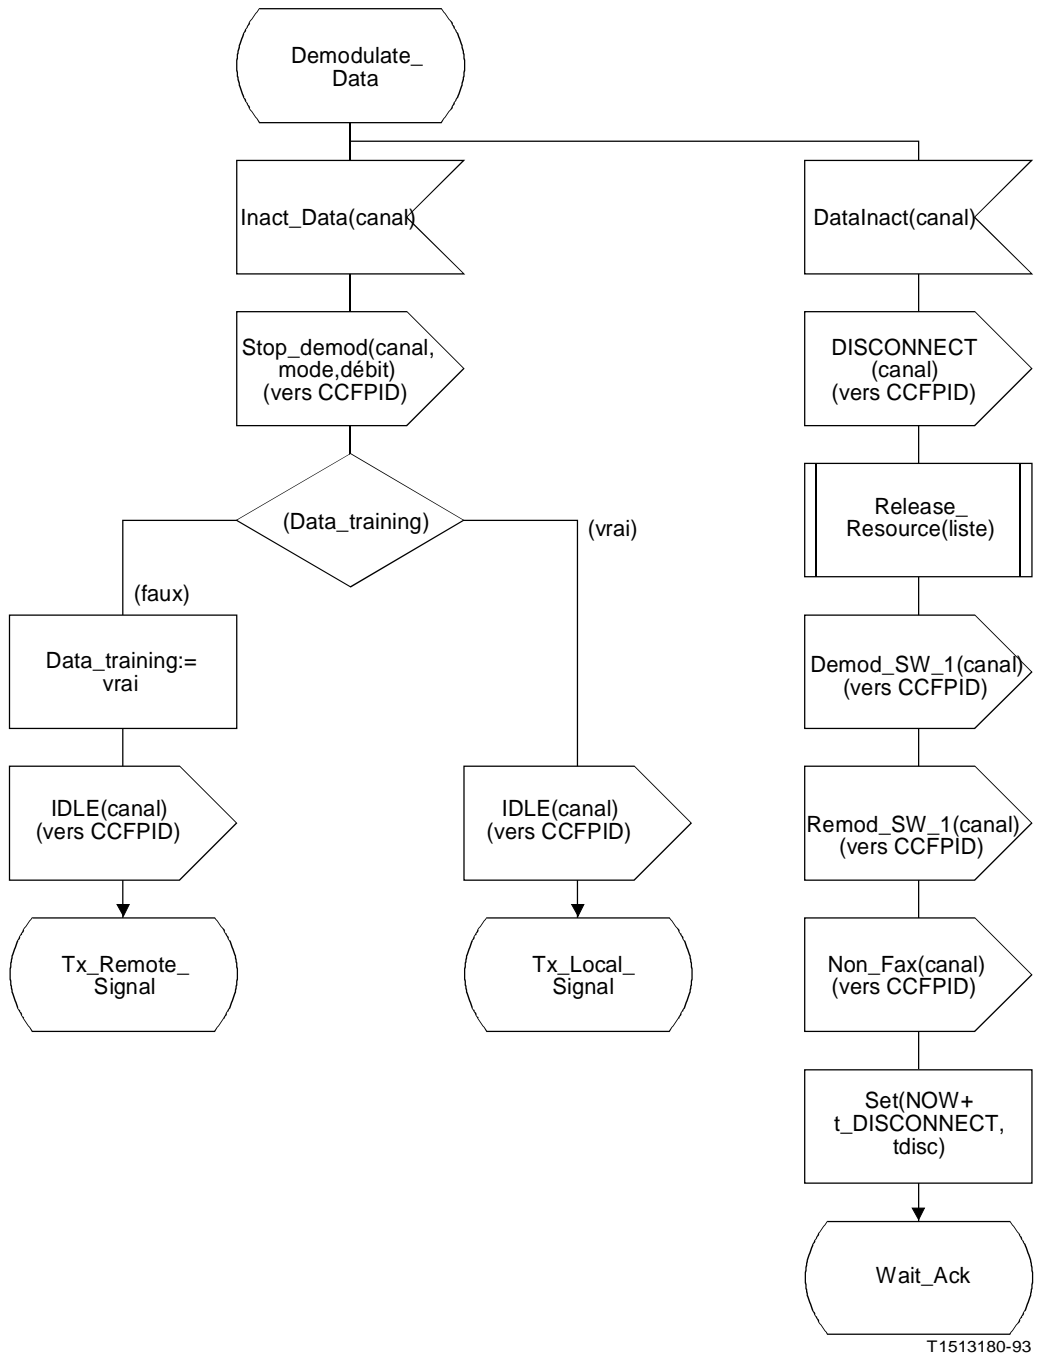 Demodulate_
Data
Inact_Data(canal)
Stop_demod(canal,
mode,débit)
(vers CCFPID)
(Data_training)
(vrai)
(faux)
Data_training:=
vrai
IDLE(canal)
(vers CCFPID)
Tx_Remote_
Signal
IDLE(canal)
(vers CCFPID)
Tx_Local_
Signal
DataInact(canal)
DISCONNECT
(canal)
(vers CCFPID)
Release_
Resource(liste)
Demod_SW_1(canal)
(vers CCFPID)
Remod_SW_1(canal)
(vers CCFPID)
Non_Fax(canal)
(vers CCFPID)
Set(NOW+
t_DISCONNECT,
tdisc)
Wait_Ack
T1513180-93